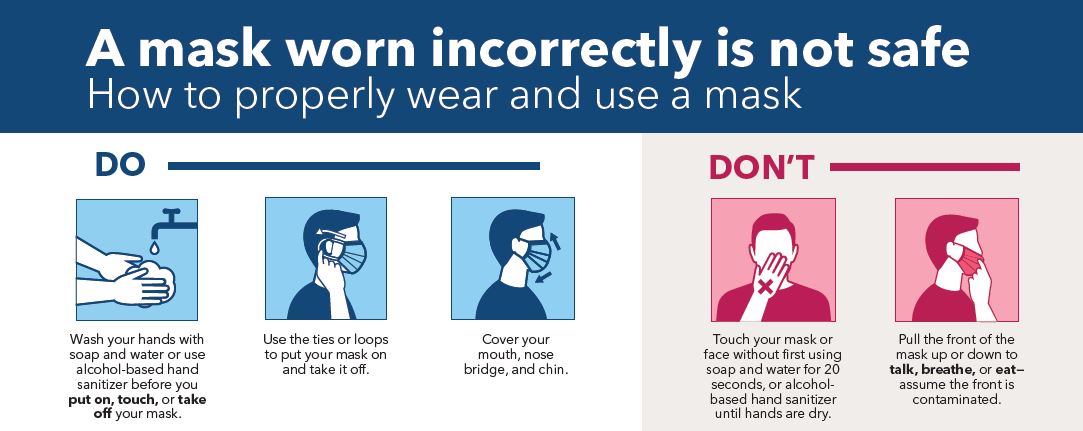 A mask worn incorrectly is not safe
How to properly wear and use a mask
DO
Wash your hands with
soap and water or use
alcohol-based hand
sanitizer before you
put on, touch, or take
off your mask.
Use the ties or loops
to put your mask on
and take it off.
Cover your
mouth, nose
bridge, and chin.
DON'T
Touch your mask or
face without first using
soap and water for 20
seconds, or alcohol-
based hand sanitizer
until hands are dry.
Pull the front of the
mask up or down to
talk, breathe, or eat–
assume the front is
contaminated.